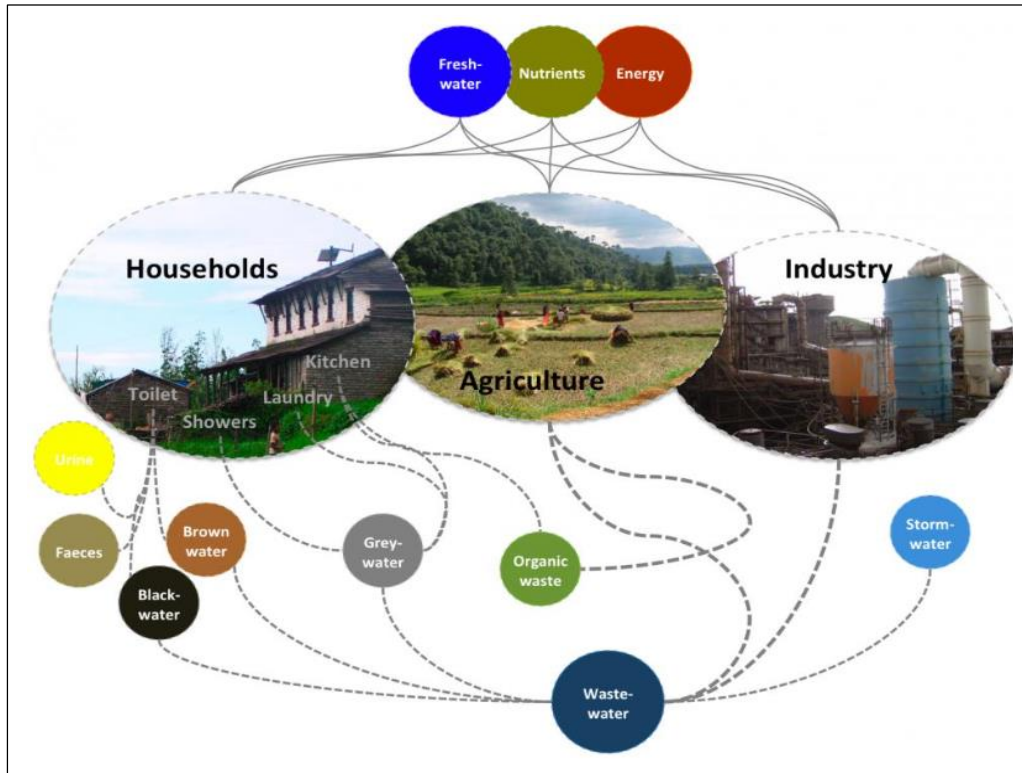 Fresh-
water
Nutrients
Energy
Households
Industry
Kitchen
Agriculture
Toilet
Laundry
Showers
Urine
Faeces
Brown
water
Grey-
water
Organic
waste
Storm-
water
Black-
water
Waste-
water